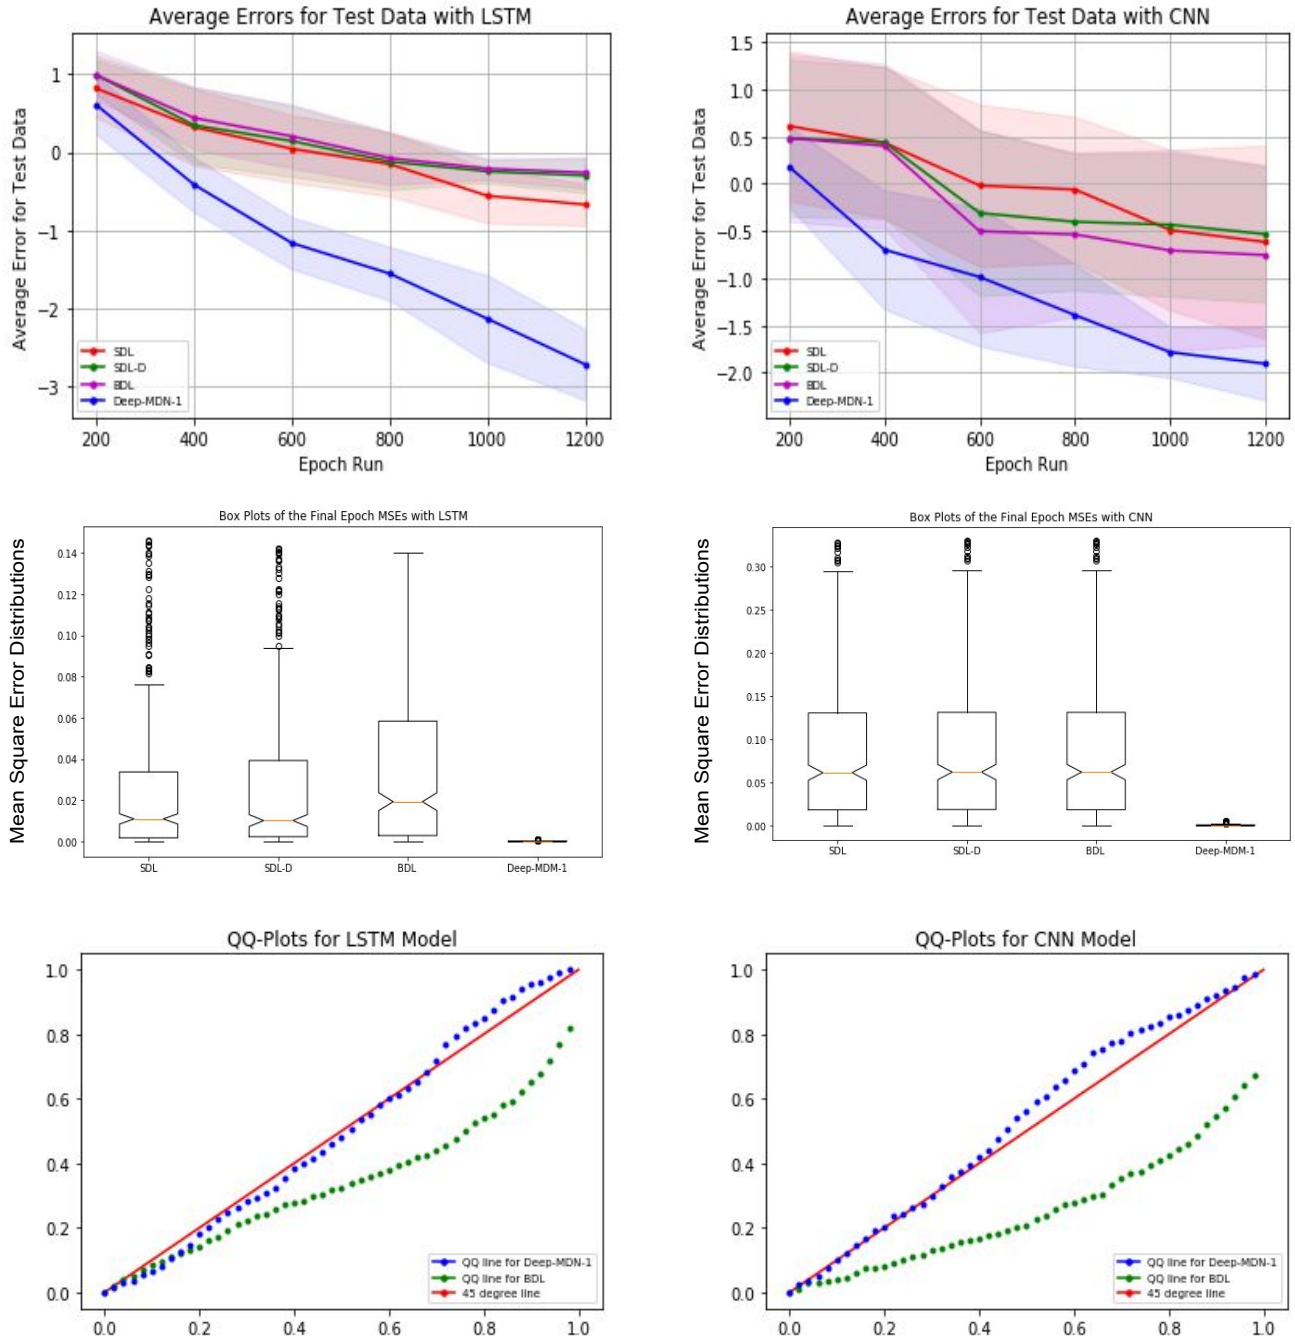 Average Errors for Test Data with LSTM
Average Error for Test Data
1
0
−1
−2
−3
SDL
SDL-D
BDL
Deep-MDN-1
200 400 600 800 1000 1200
Epoch Run
Average Errors for Test Data with CNN
Average Error for Test Data
1.5
1.0
0.5
0.0
−0.5
−1.0
−1.5
−2.0
SDL
SDL-D
BDL
Deep-MDN-1
200 400 600 800 1000 1200
Epoch Run
Box Plots of the Final Epoch MSEs with LSTM
Mean Square Error Distributions
0.14
0.12
0.10
0.08
0.06
0.04
0.02
0.00
SDL SDL-D BDL Deep-MDM-1
Box Plots of the Final Epoch MSEs with CNN
Mean Square Error Distributions
0.30
0.25
0.20
0.15
0.10
0.05
0.00
SDL SDL-D BDL Deep-MDM-1
QQ-Plots for LSTM Model
1.0
0.8
0.6
0.4
0.2
0.0
QQ line for Deep-MDN-1
QQ line for BDL
45 degree line
0.0 0.2 0.4 0.6 0.8 1.0
QQ-Plots for CNN Model
1.0
0.8
0.6
0.4
0.2
0.0
QQ line for Deep-MDN-1
QQ line for BDL
45 degree line
0.0 0.2 0.4 0.6 0.8 1.0